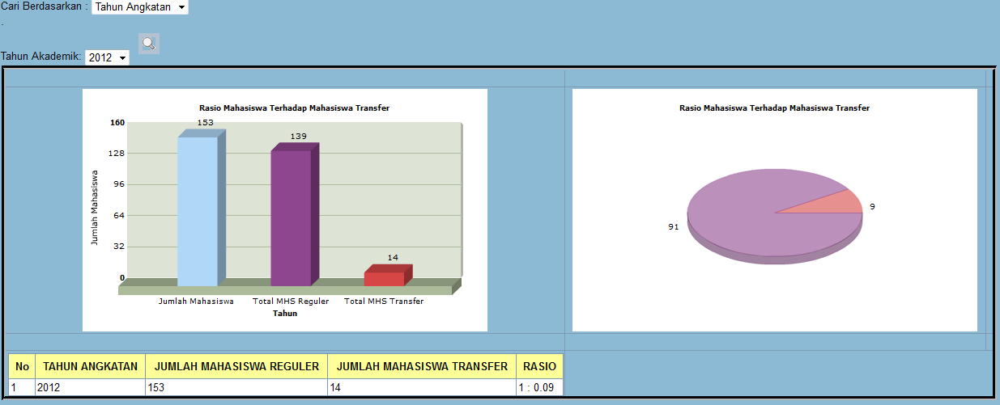 Cari Berdasarkan : Tahun Angkatan
.
Tahun Akademik: 2012
Rasio Mahasiswa Terhadap Mahasiswa Transfer
160
128
96
64
32
0
Jumlah Mahasiswa
153
139
14
Jumlah Mahasiswa Total MHS Reguler Total MHS Transfer
Tahun
Rasio Mahasiswa Terhadap Mahasiswa Transfer
9
91
No TAHUN ANGKATAN JUMLAH MAHASISWA REGULER JUMLAH MAHASISWA TRANSFER RASIO
1 2012 153 14 1 : 0.09